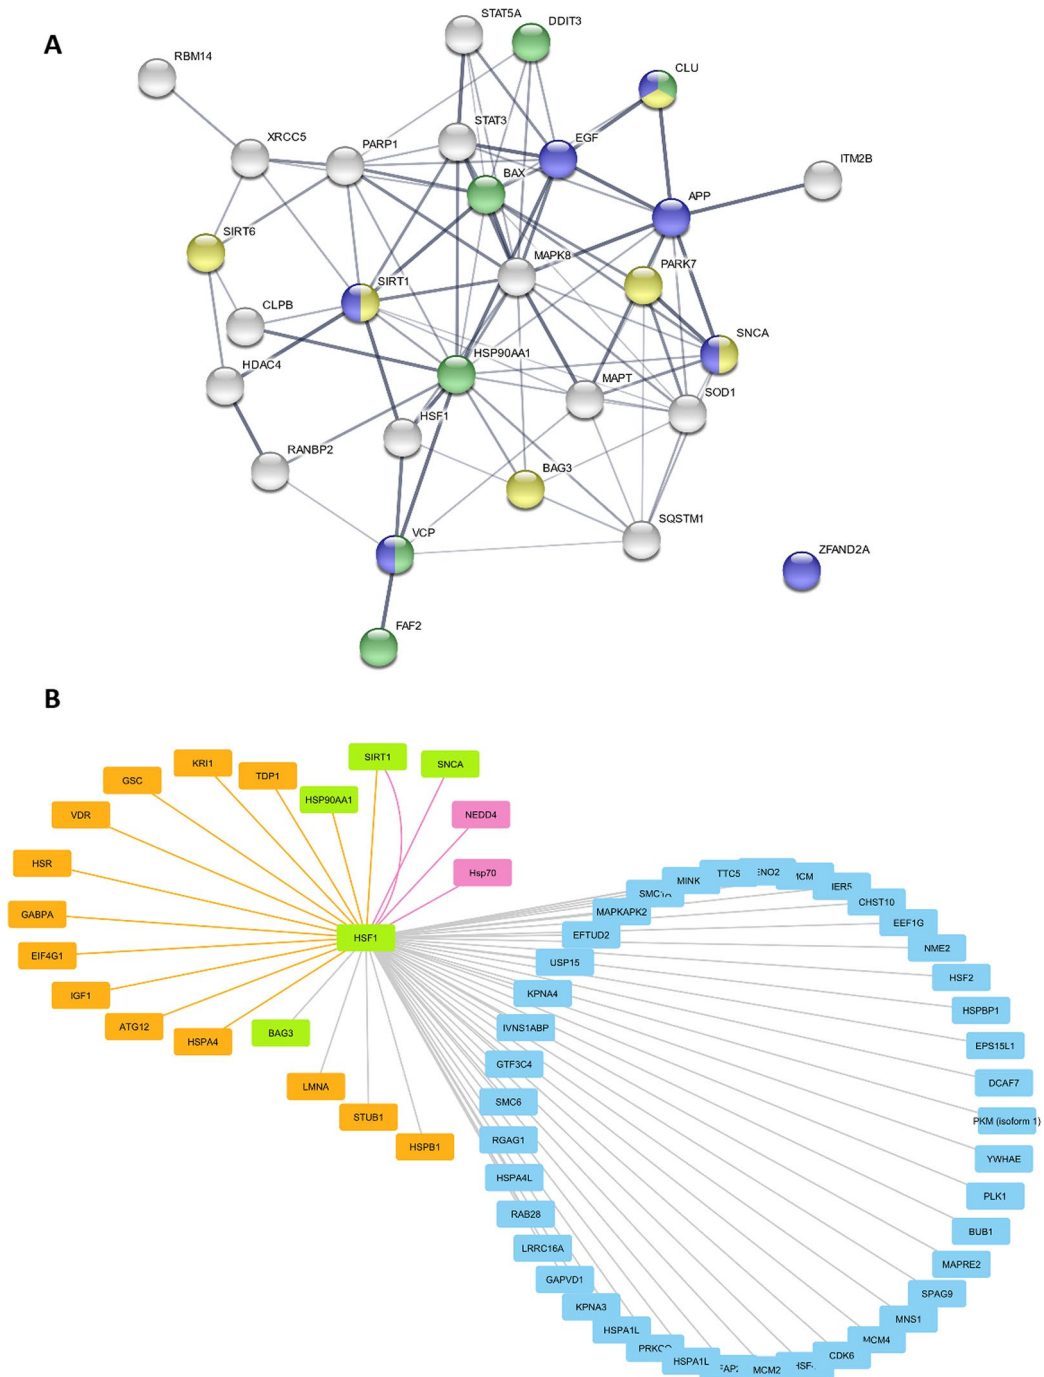 A
STAT5A
DDIT3
RBM14
CLU
XRCC5
PARP1
STAT3
EGF
ITM2B
BAX
APP
SIRT6
MAPK8
PARK7
SIRT1
CLPB
SNCA
HDAC4
HSP90AA1
MAPT
SOD1
HSF1
RANBP2
BAG3
SQSTM1
VCP
ZFAND2A
FAF2
B
SIRT1
KRI1
SNCA
TDP1
GSC
HSP90AA1
VDR
NEDD4
HSR
Hsp70
GABPA
HSF1
EIF4G1
IGF1
ATG12
BAG3
HSPA4
LMNA
STUB1
HSPB1
TTC5
MINK
IER5
CHST10
MAPKAPK2
EEF1G
EFTUD2
NME2
USP15
HSF2
KPNA4
HSPBP1
IVNS1ABP
EPS15L1
GTF3C4
DCAF7
SMC6
PKM (isoform 1)
RGAG1
YWHAE
HSPA4L
PLK1
RAB28
BUB1
LRRC16A
MAPRE2
GAPVD1
SPAG9
KPNA3
MNS1
HSPA1L
MCM4
CDK6
HSPA1L
MCM2